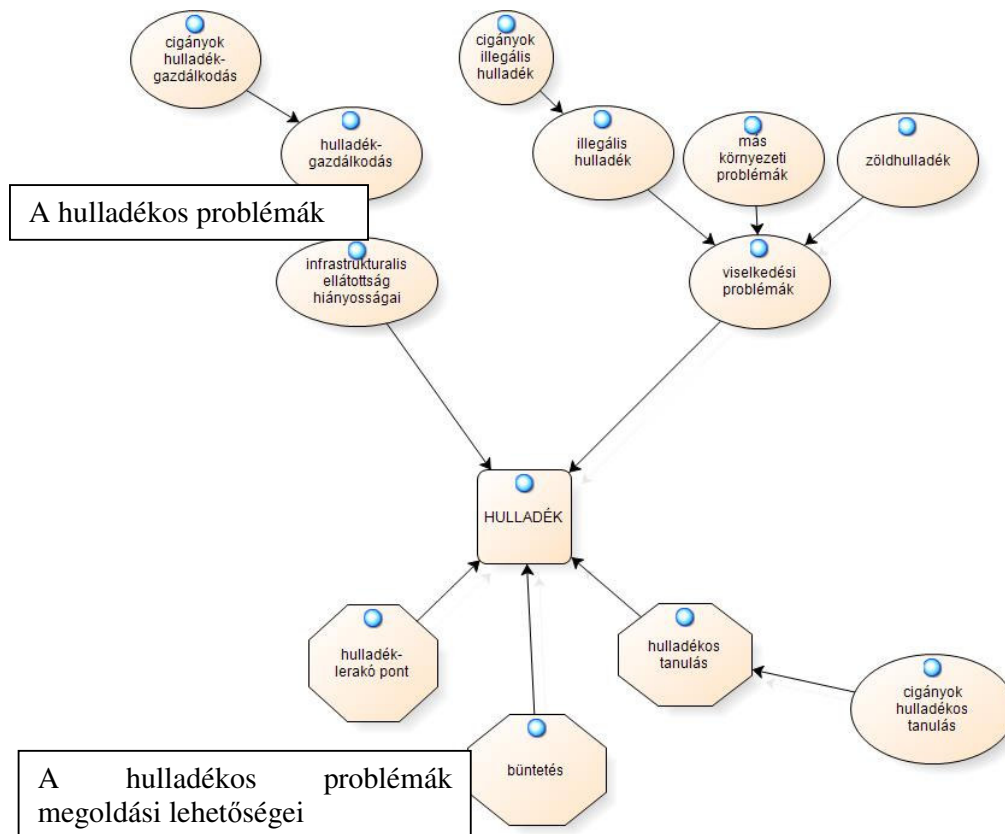 cigányok
hulladék-
gazdálkodás
cigányok
illegális
hulladék
hulladék-
gazdálkodás
illegális
hulladék
más
környezeti
problémák
zöldhulladék
A hulladékos problémák
infrastrukturalis
ellátottság
hiányosságai
viselkedési
problémák
HULLADÉK
hulladék-
lerakó pont
hulladékos
tanulás
cigányok
hulladékos
tanulás
büntetés
A hulladékos problémák
megoldási lehetőségei